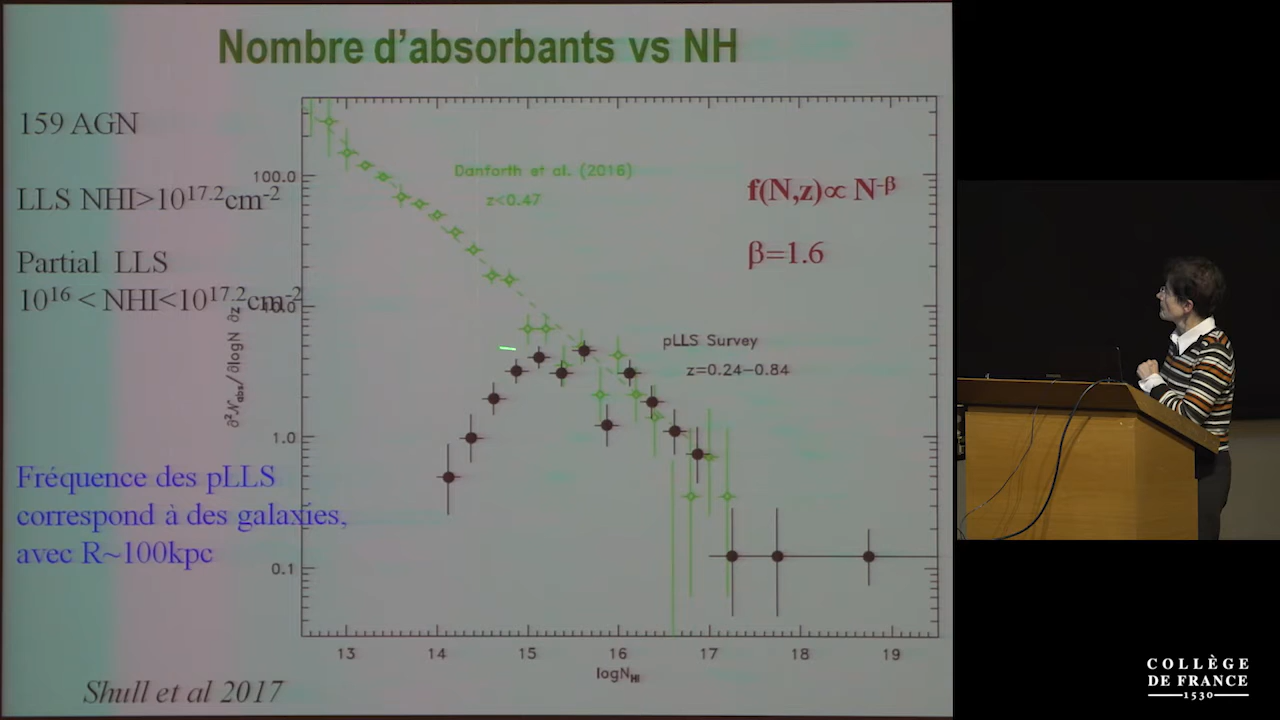 Nombre d'absorbants vs NH
159 AGN
LLS NHI>10^17.2cm^-2
Partial LLS
10^16 < NHI<10^17.2cm^-2
Fréquence des pLLS
correspond à des galaxies,
avec R~100kpc
Shull et al 2017
100.0
10.0
1.0
0.1
∂²N_abs/∂logN ∂z
Danforth et al. (2016)
z<0.47
f(N,z)∝ N^-β
β=1.6
pLLS Survey
z=0.24-0.84
13 14 15 16 17 18 19
logN_HI
COLLÈGE
DE FRANCE
1530